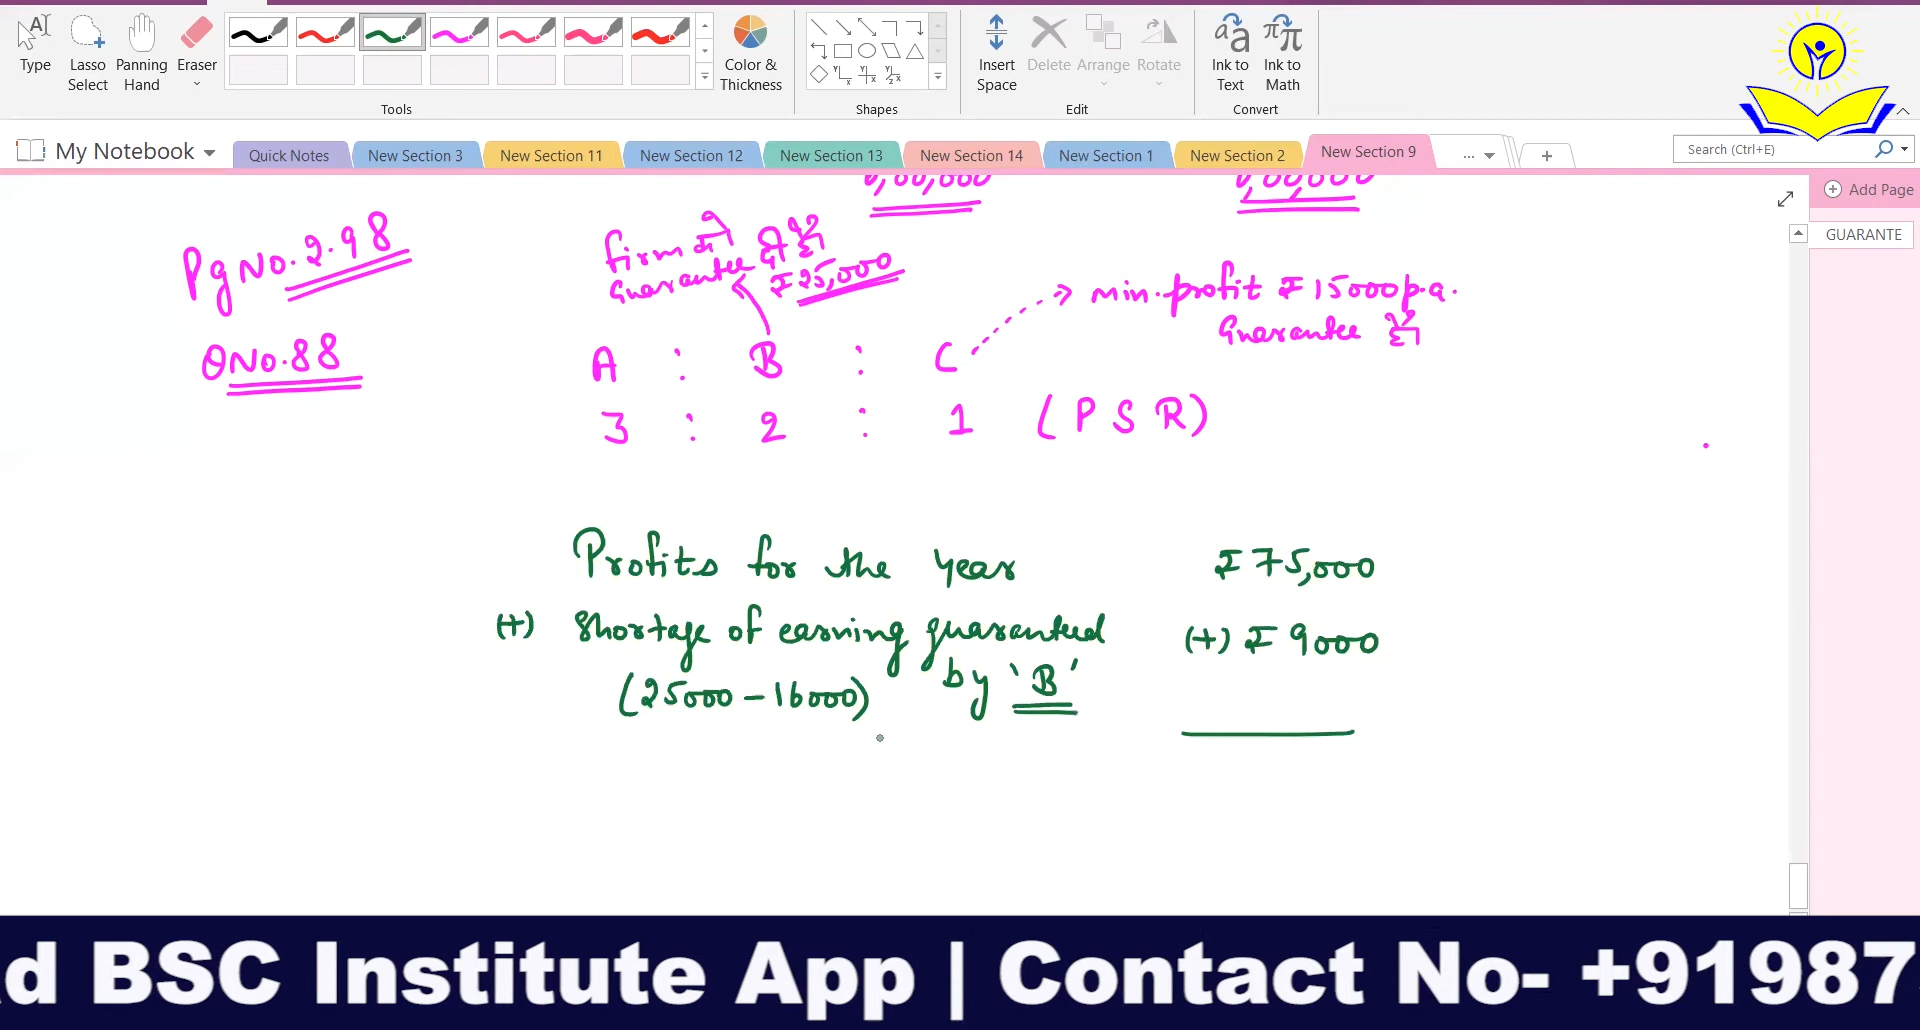 Type
Lasso Select
Panning Hand
Eraser
Color & Thickness
Insert Space
Delete
Arrange
Rotate
Ink to Text
Ink to Math
Tools
Shapes
Edit
Convert
My Notebook
Quick Notes
New Section 3
New Section 11
New Section 12
New Section 13
New Section 14
New Section 1
New Section 2
New Section 9
...
Search (Ctrl+E)
Add Page
GUARANTE
Pg No. 2.98
QNo.88
firm को
Guarantee दी है
₹25,000
min. profit ₹15000 p.a.
Guarantee है
A : B : C
3 : 2 : 1 (PSR)
Profits for the year ₹75,000
(+) Shortage of earning guaranteed (+) ₹9000
by 'B'
(25000 – 16000)
d BSC Institute App | Contact No- +91987